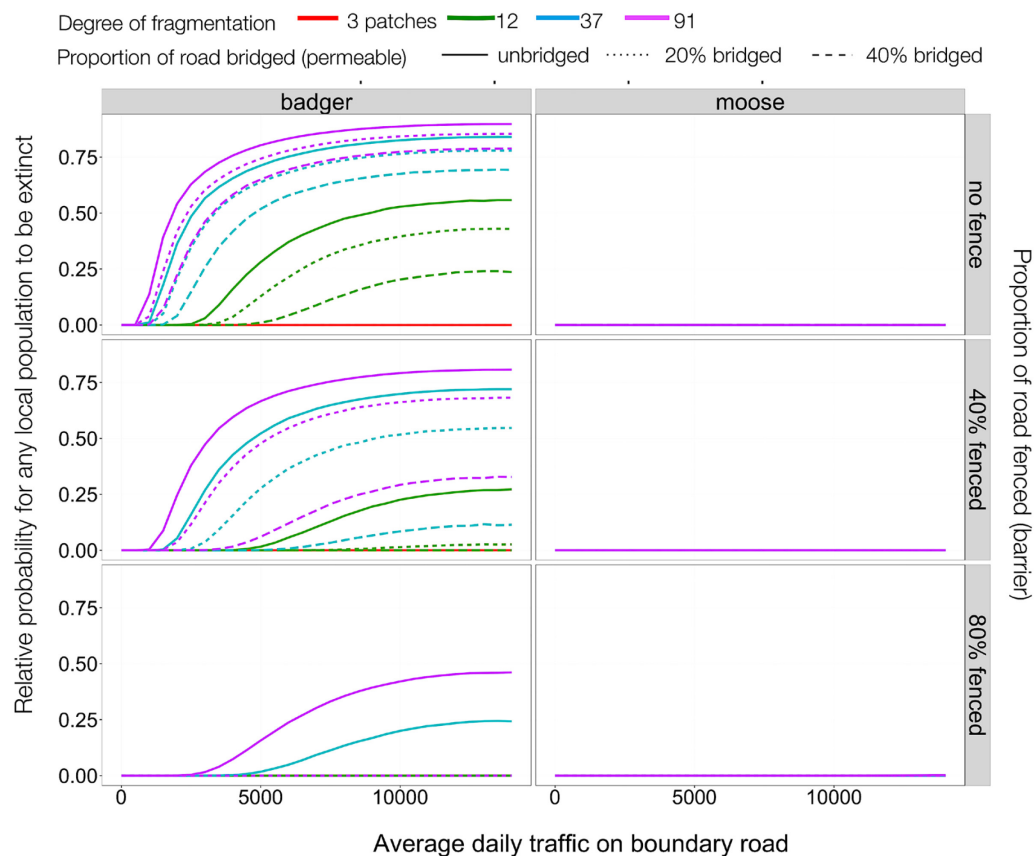 Degree of fragmentation 3 patches 12 37 91
Proportion of road bridged (permeable) unbridged 20% bridged 40% bridged
badger moose
Relative probability for any local population to be extinct
0.75
0.50
0.25
0.00
no fence
0.75
0.50
0.25
0.00
40% fenced
0.75
0.50
0.25
0.00
80% fenced
Proportion of road fenced (barrier)
0 5000 10000 0 5000 10000
Average daily traffic on boundary road